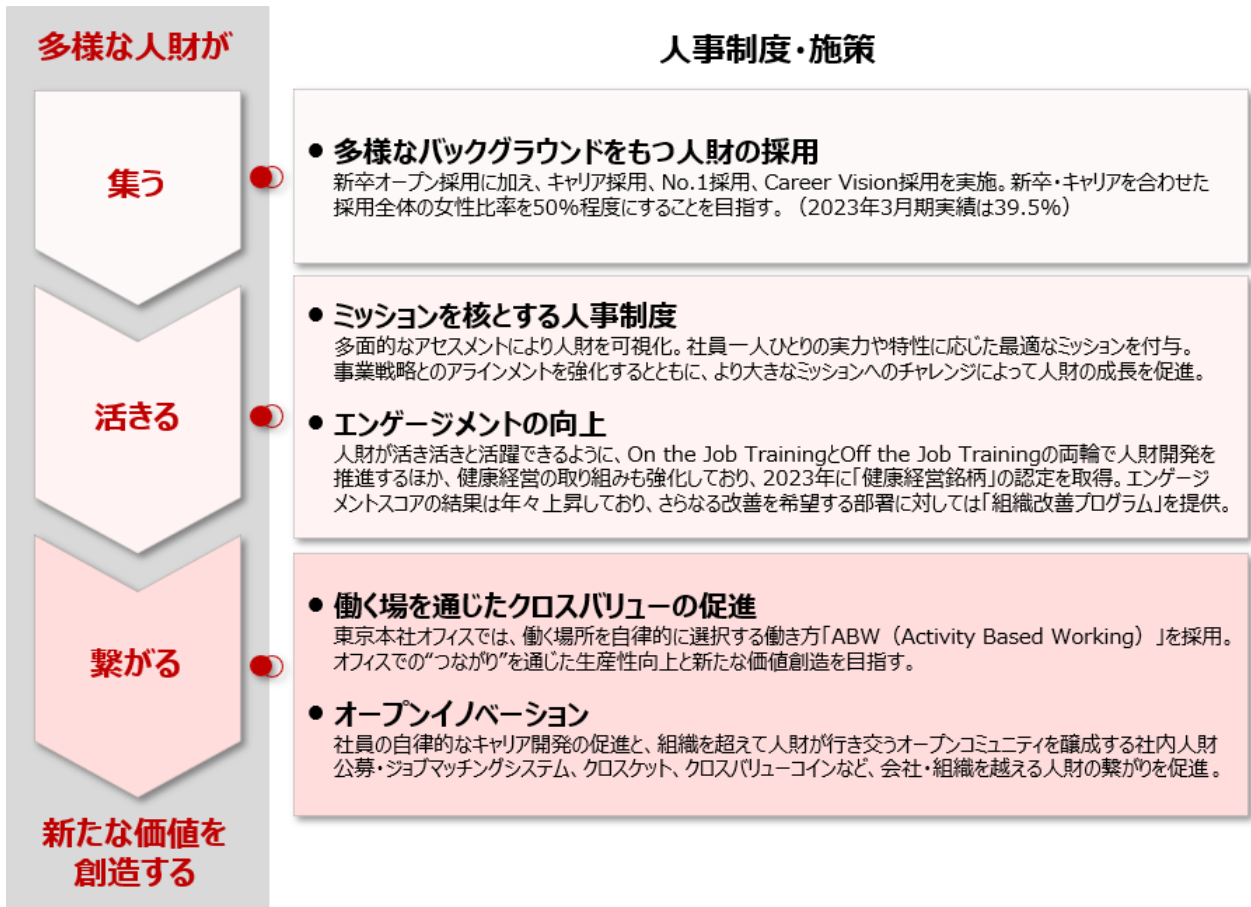 多様な人財が
人事制度・施策
集う
● 多様なバックグラウンドをもつ人財の採用
新卒オープン採用に加え、キャリア採用、No.1採用、Career Vision採用を実施。新卒・キャリアを合わせた
採用全体の女性比率を50%程度にすることを目指す。（2023年3月期実績は39.5%）
活きる
● ミッションを核とする人事制度
多面的なアセスメントにより人財を可視化。社員一人ひとりの実力や特性に応じた最適なミッションを付与。
事業戦略とのアラインメントを強化するとともに、より大きなミッションへのチャレンジによって人財の成長を促進。
● エンゲージメントの向上
人財が活き活きと活躍できるように、On the Job TrainingとOff the Job Trainingの両輪で人財開発を
推進するほか、健康経営の取り組みも強化しており、2023年に「健康経営銘柄」の認定を取得。エンゲージ
メントスコアの結果は年々上昇しており、さらなる改善を希望する部署に対しては「組織改善プログラム」を提供。
繋がる
● 働く場を通じたクロスバリューの促進
東京本社オフィスでは、働く場所を自律的に選択する働き方「ABW（Activity Based Working）」を採用。
オフィスでの“つながり”を通じた生産性向上と新たな価値創造を目指す。
● オープンイノベーション
社員の自律的なキャリア開発の促進と、組織を超えて人財が行き交うオープンコミュニティを醸成する社内人財
公募・ジョブマッチングシステム、クロスケット、クロスバリューコインなど、会社・組織を越える人財の繋がりを促進。
新たな価値を
創造する